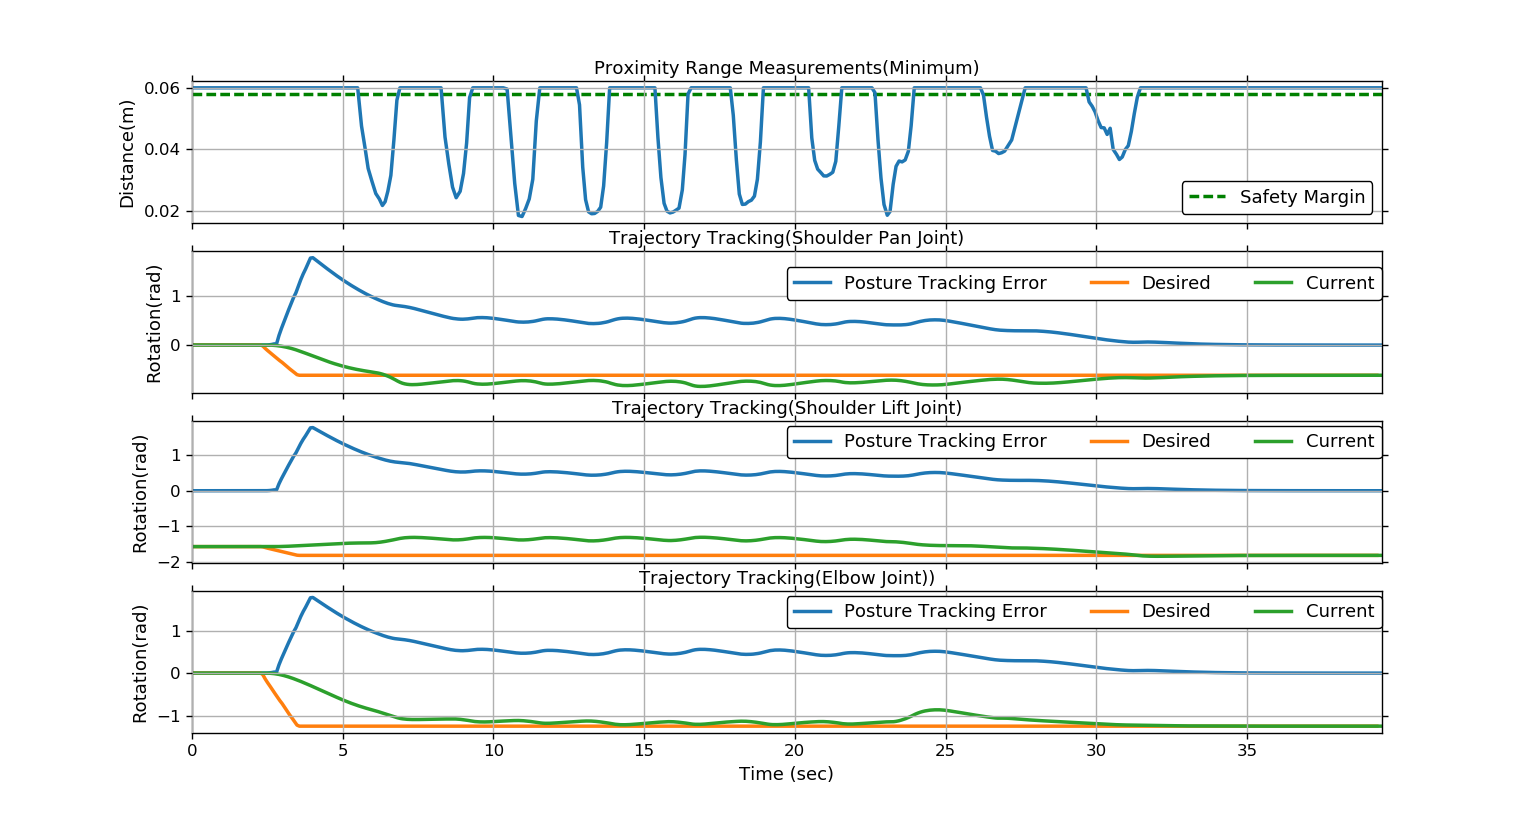 Proximity Range Measurements(Minimum)
0.06
0.04
0.02
Distance(m)
Safety Margin
Trajectory Tracking(Shoulder Pan Joint)
1
0
Rotation(rad)
Posture Tracking Error Desired Current
Trajectory Tracking(Shoulder Lift Joint)
1
0
−1
−2
Rotation(rad)
Posture Tracking Error Desired Current
Trajectory Tracking(Elbow Joint))
1
0
−1
Rotation(rad)
Posture Tracking Error Desired Current
0 5 10 15 20 25 30 35
Time (sec)